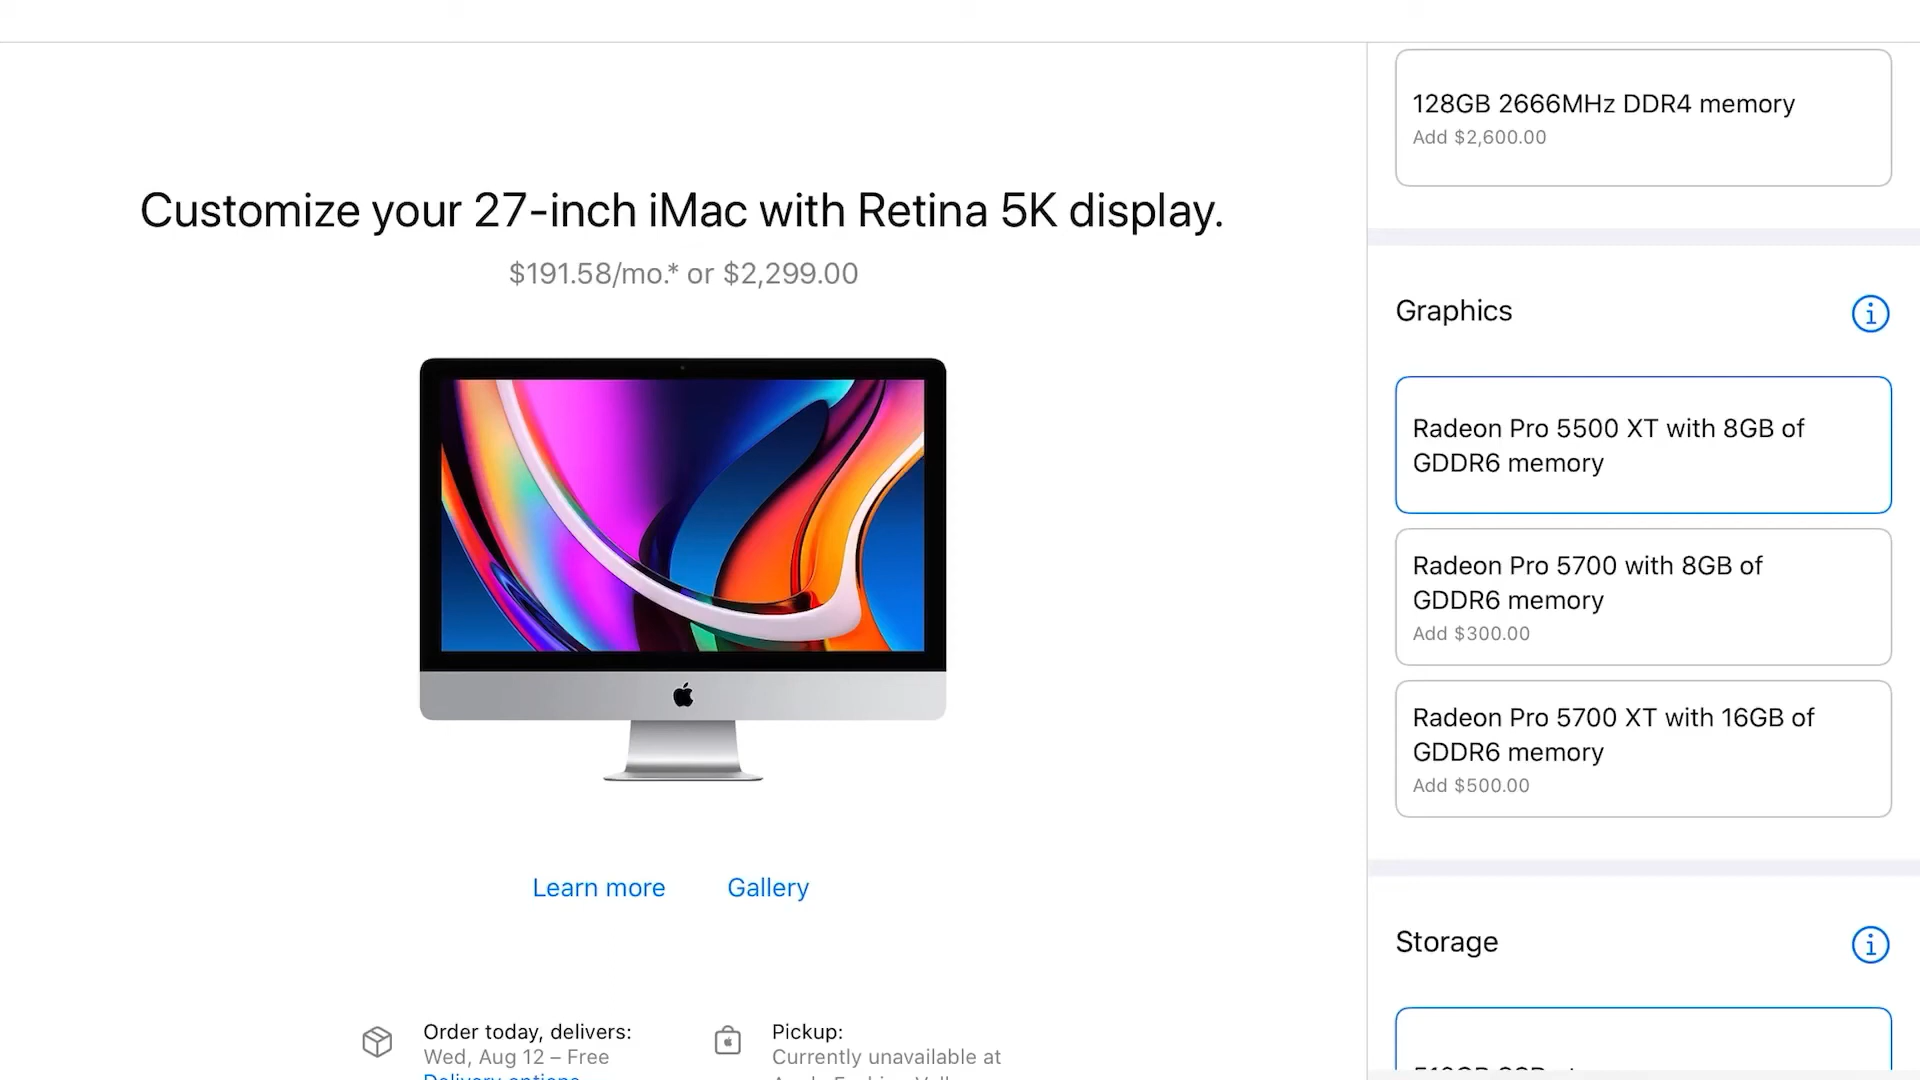 Customize your 27-inch iMac with Retina 5K display.
$191.58/mo.* or $2,299.00
Learn more
Gallery
Order today, delivers:
Wed, Aug 12 – Free
Delivery options
Pickup:
Currently unavailable at
128GB 2666MHz DDR4 memory
Add $2,600.00
Graphics
Radeon Pro 5500 XT with 8GB of
GDDR6 memory
Radeon Pro 5700 with 8GB of
GDDR6 memory
Add $300.00
Radeon Pro 5700 XT with 16GB of
GDDR6 memory
Add $500.00
Storage